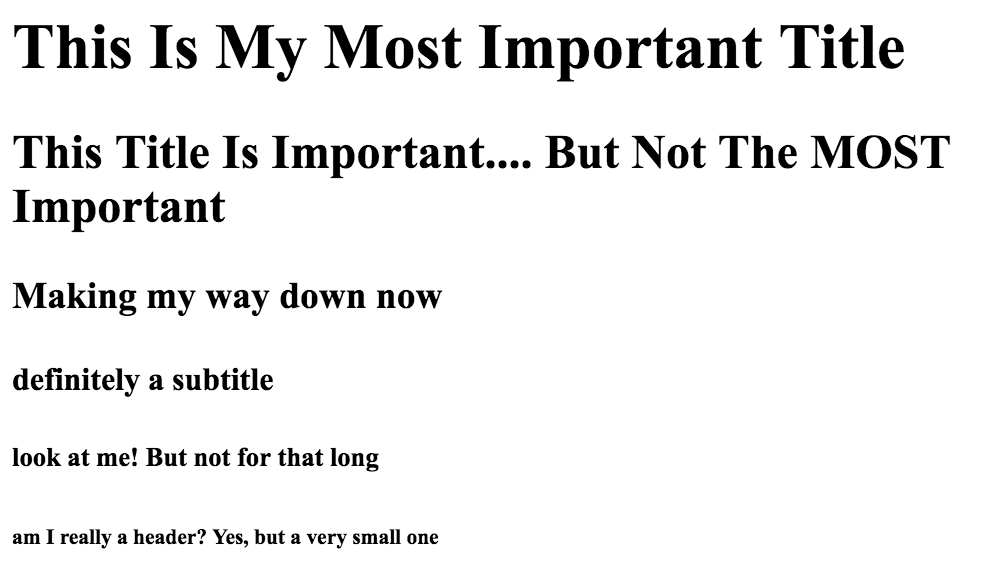 This Is My Most Important Title
This Title Is Important.... But Not The MOST
Important
Making my way down now
definitely a subtitle
look at me! But not for that long
am I really a header? Yes, but a very small one